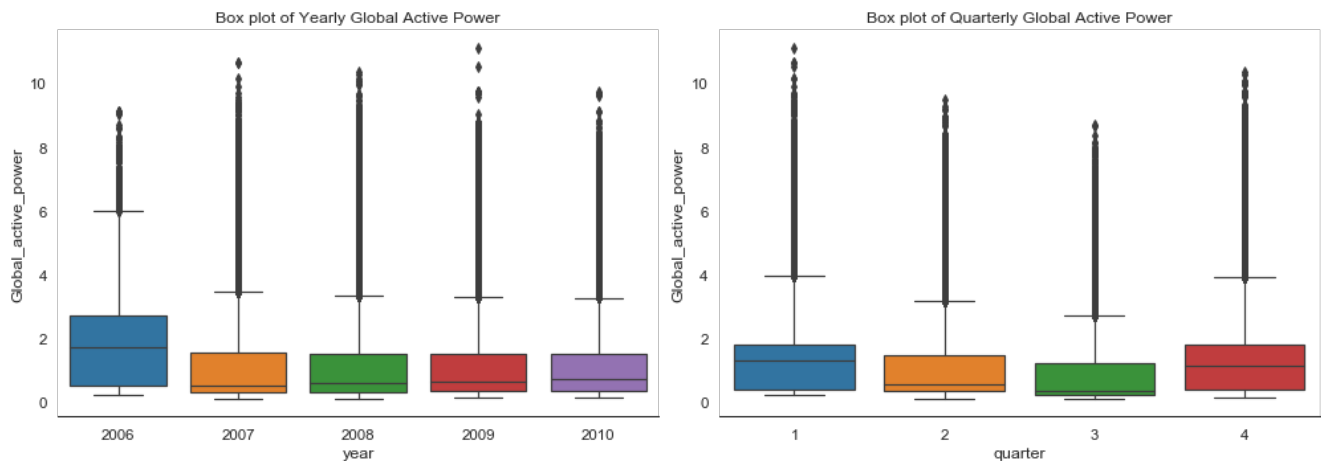 Box plot of Yearly Global Active Power
Global_active_power
10
8
6
4
2
0
2006 2007 2008 2009 2010
year
Box plot of Quarterly Global Active Power
Global_active_power
10
8
6
4
2
0
1 2 3 4
quarter